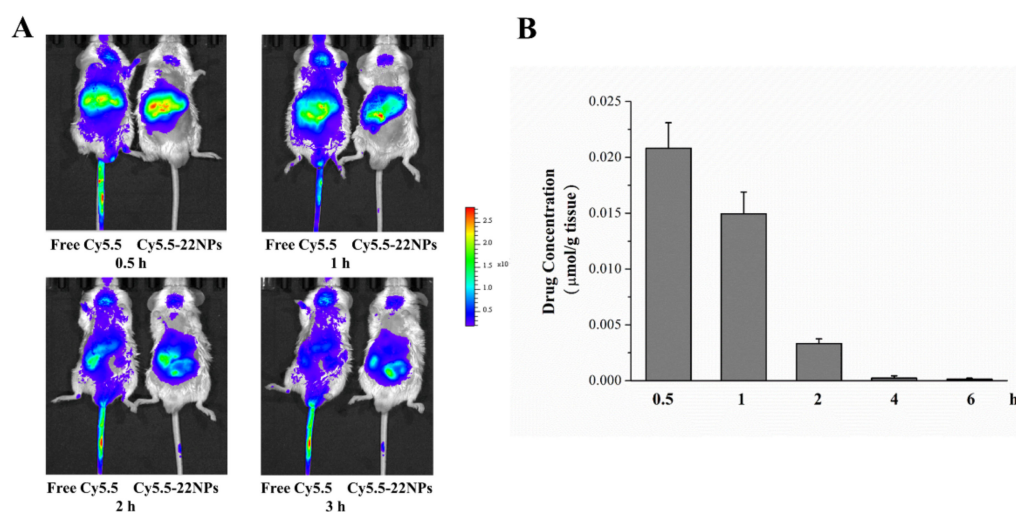 A
Free Cy5.5 Cy5.5-22NPs
0.5 h
Free Cy5.5 Cy5.5-22NPs
1 h
2.5
2.0
1.5 x10
1.0
0.5
Free Cy5.5 Cy5.5-22NPs
2 h
Free Cy5.5 Cy5.5-22NPs
3 h
B
Drug Concentration
( μmol/g tissue)
0.025
0.020
0.015
0.010
0.005
0.000
0.5 1 2 4 6 h